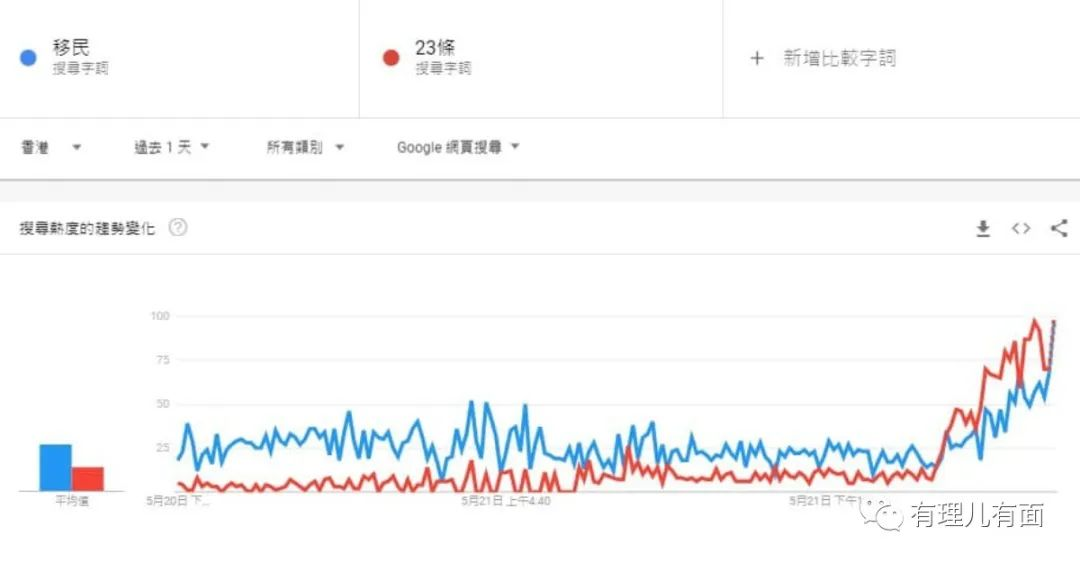 移民
搜尋字詞
23條
搜尋字詞
+ 新增比較字詞
香港
過去 1 天
所有類別
Google 網頁搜尋
搜尋熱度的趨勢變化 ?
100
75
50
25
平均值
5月20日 下...
5月21日 上午4:40
5月21日 下午1
有理儿有面